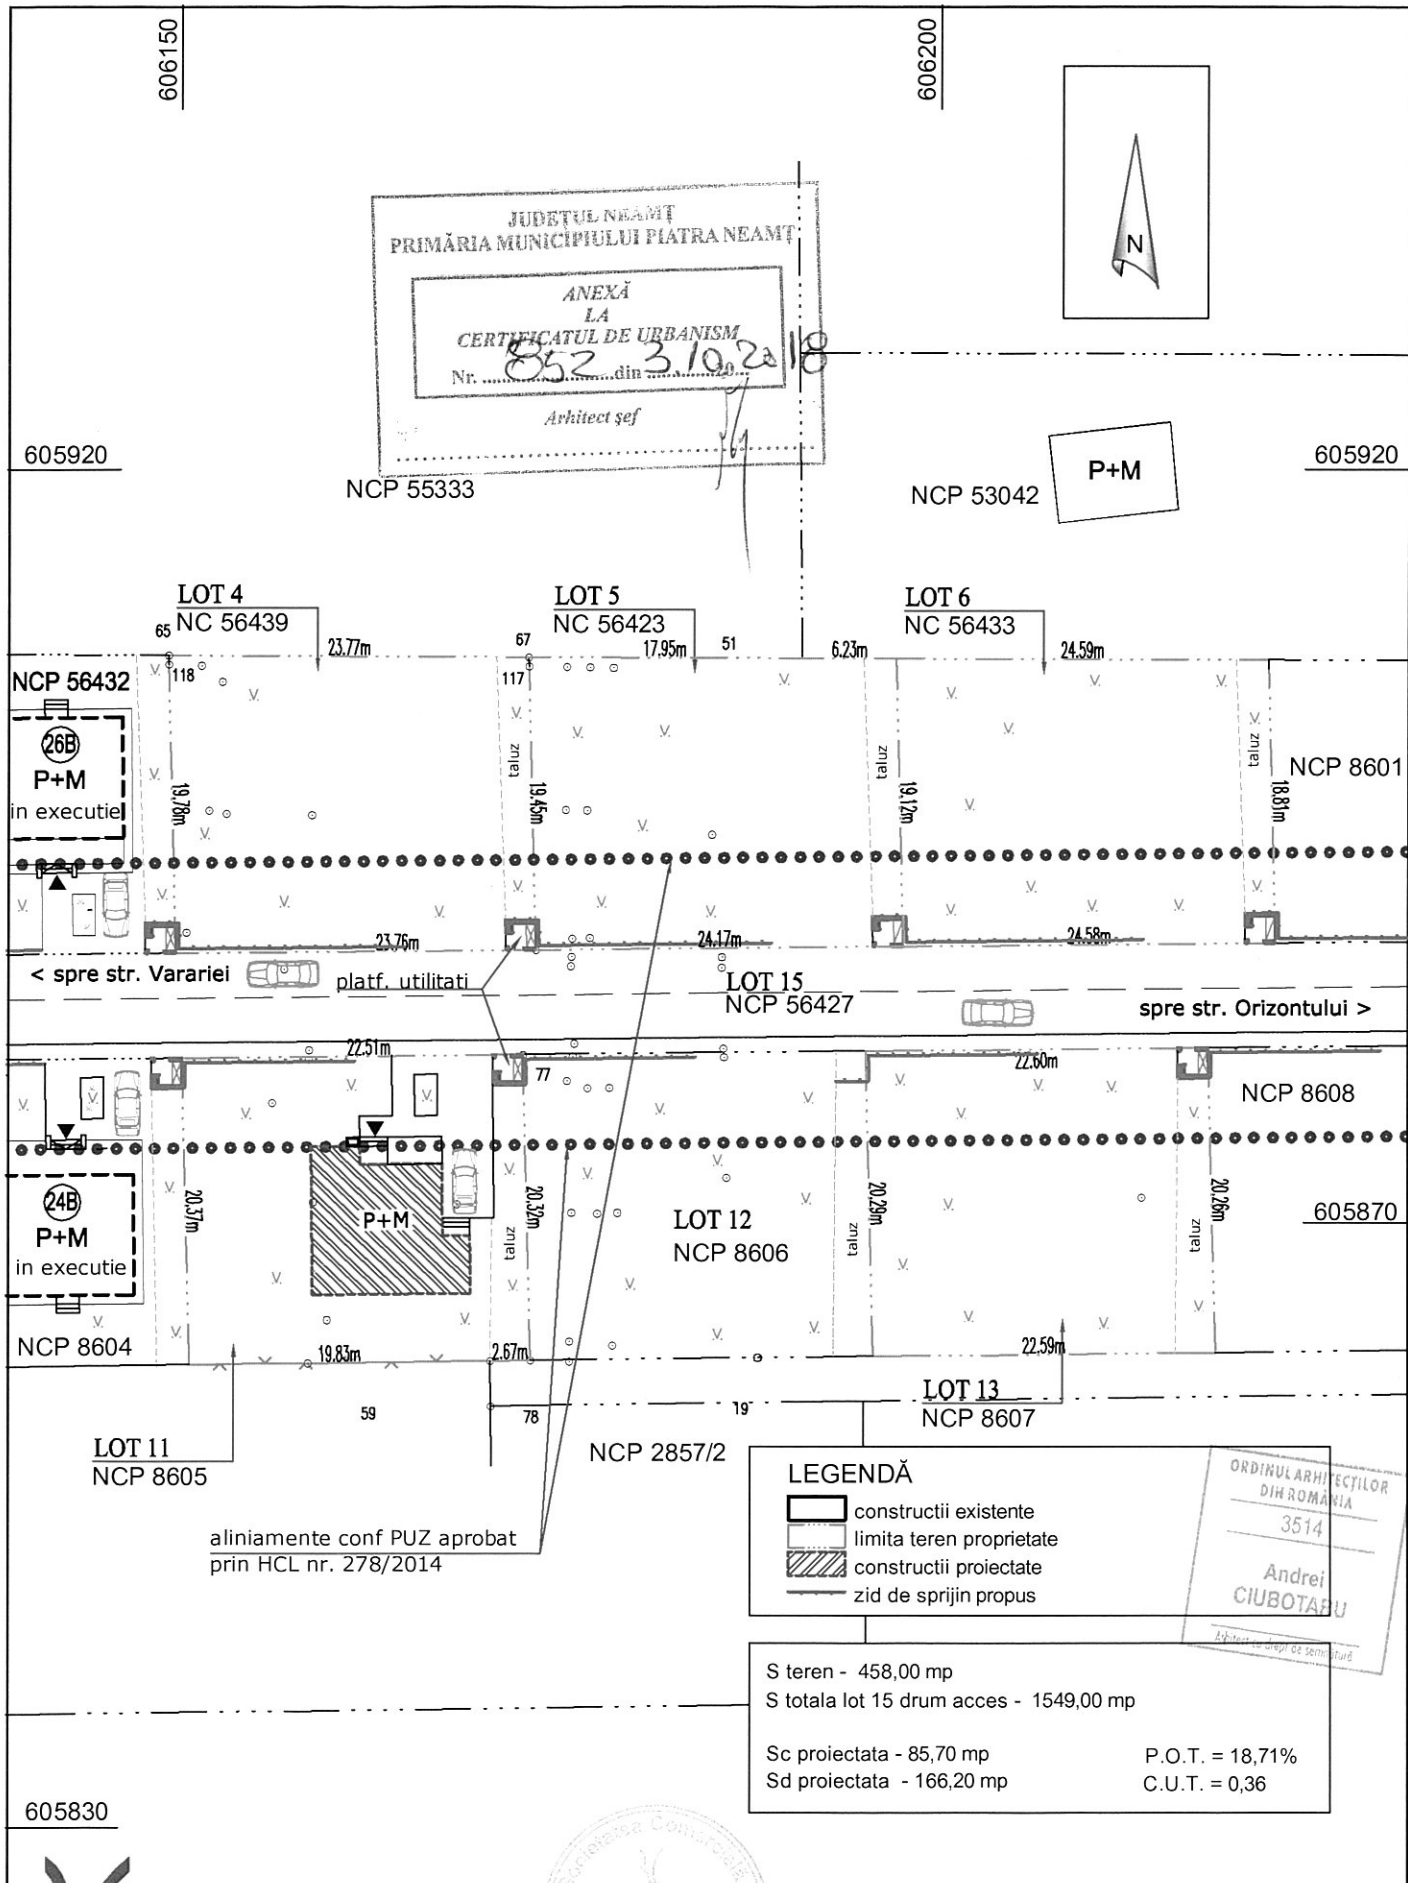 606150
606200
N
JUDEȚUL NEAMȚ
PRIMĂRIA MUNICIPIULUI PIATRA NEAMȚ
ANEXĂ
LA
CERTIFICATUL DE URBANISM
Nr. 852 din 3.10.2018
Arhitect șef
605920
605920
P+M
NCP 55333
NCP 53042
LOT 4
NC 56439
LOT 5
NC 56423
LOT 6
NC 56433
65
23.77m
67
17.95m
51
6.23m
24.59m
NCP 56432
118
117
26B
P+M
in executie
taluz
taluz
taluz
NCP 8601
19.78m
19.45m
19.12m
18.81m
23.76m
24.17m
24.58m
< spre str. Varariei
platf. utilitati
LOT 15
NCP 56427
spre str. Orizontului >
22.51m
77
22.60m
NCP 8608
24B
P+M
in executie
20.37m
P+M
20.32m
taluz
LOT 12
NCP 8606
20.29m
taluz
20.26m
taluz
605870
NCP 8604
19.83m
2.67m
22.59m
59
78
19
LOT 13
NCP 8607
LOT 11
NCP 8605
NCP 2857/2
aliniamente conf PUZ aprobat
prin HCL nr. 278/2014
LEGENDĂ
constructii existente
limita teren proprietate
constructii proiectate
zid de sprijin propus
ORDINUL ARHITECȚILOR
DIN ROMÂNIA
3514
Andrei
CIUBOTARU
Arhitect cu drept de semnătură
S teren - 458,00 mp
S totala lot 15 drum acces - 1549,00 mp
Sc proiectata - 85,70 mp
P.O.T. = 18,71%
Sd proiectata - 166,20 mp
C.U.T. = 0,36
605830
Societatea Comercială